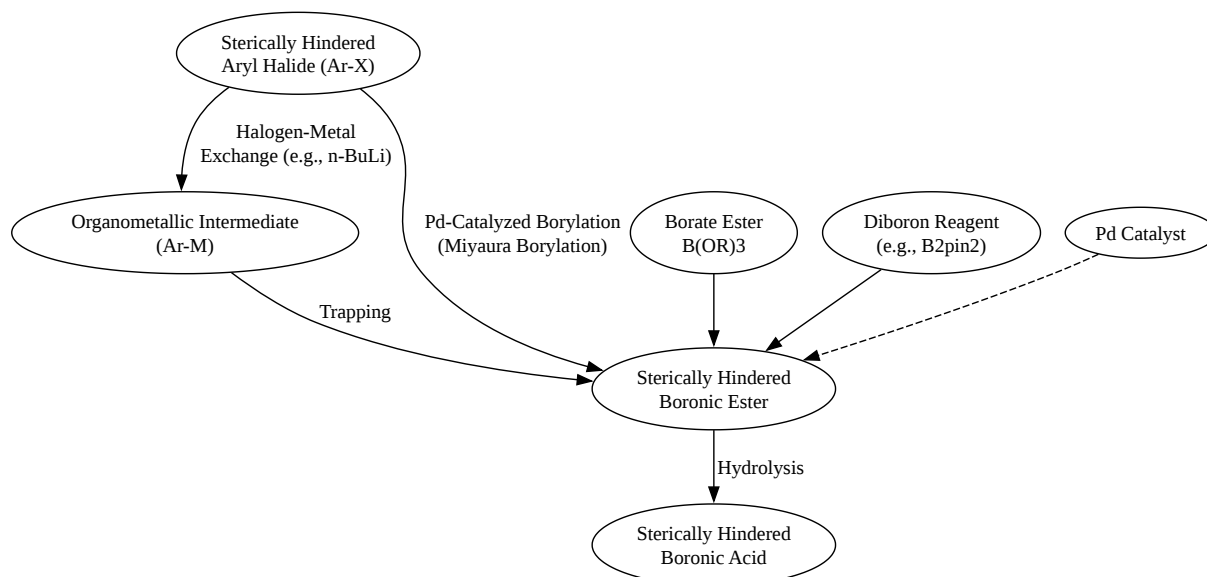 Sterically Hindered
Aryl Halide (Ar-X)
Halogen-Metal
Exchange (e.g., n-BuLi)
Organometallic Intermediate
(Ar-M)
Pd-Catalyzed Borylation
(Miyaura Borylation)
Borate Ester
B(OR)3
Diboron Reagent
(e.g., B2pin2)
Pd Catalyst
Trapping
Sterically Hindered
Boronic Ester
Hydrolysis
Sterically Hindered
Boronic Acid